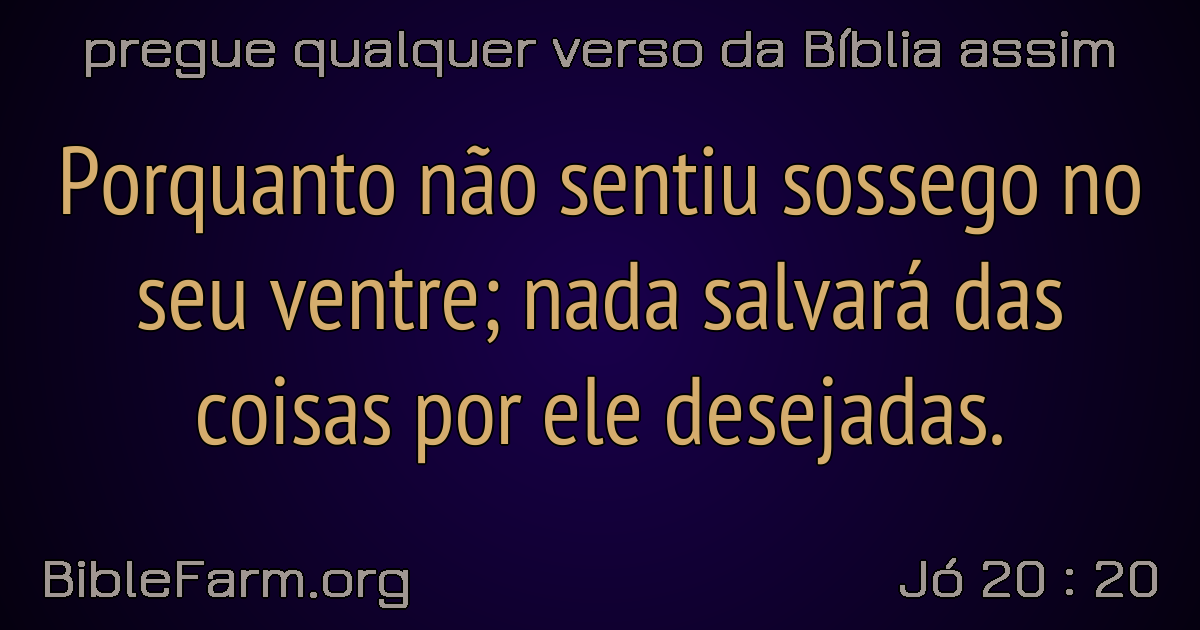 pregue qualquer verso da Bíblia assim
Porquanto não sentiu sossego no
seu ventre; nada salvará das
coisas por ele desejadas.
BibleFarm.org
Jó 20 : 20